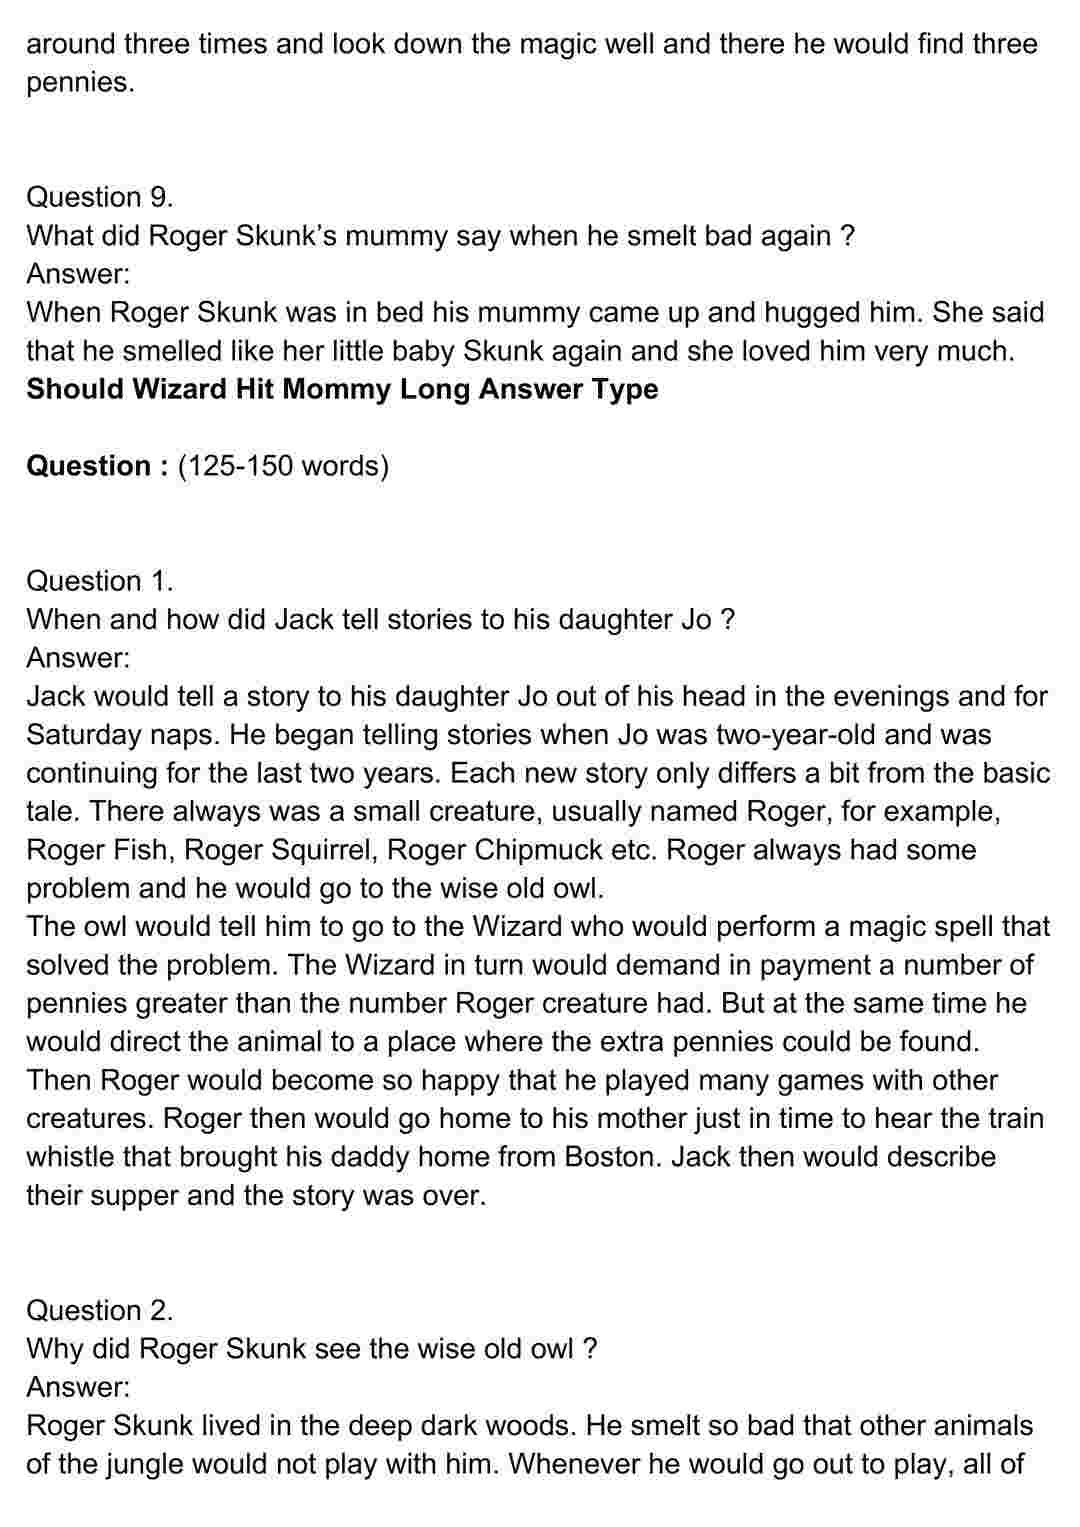 around three times and look down the magic well and there he would find three
pennies.
Question 9.
What did Roger Skunk’s mummy say when he smelt bad again ?
Answer:
When Roger Skunk was in bed his mummy came up and hugged him. She said
that he smelled like her little baby Skunk again and she loved him very much.
Should Wizard Hit Mommy Long Answer Type
Question : (125-150 words)
Question 1.
When and how did Jack tell stories to his daughter Jo ?
Answer:
Jack would tell a story to his daughter Jo out of his head in the evenings and for
Saturday naps. He began telling stories when Jo was two-year-old and was
continuing for the last two years. Each new story only differs a bit from the basic
tale. There always was a small creature, usually named Roger, for example,
Roger Fish, Roger Squirrel, Roger Chipmuck etc. Roger always had some
problem and he would go to the wise old owl.
The owl would tell him to go to the Wizard who would perform a magic spell that
solved the problem. The Wizard in turn would demand in payment a number of
pennies greater than the number Roger creature had. But at the same time he
would direct the animal to a place where the extra pennies could be found.
Then Roger would become so happy that he played many games with other
creatures. Roger then would go home to his mother just in time to hear the train
whistle that brought his daddy home from Boston. Jack then would describe
their supper and the story was over.
Question 2.
Why did Roger Skunk see the wise old owl ?
Answer:
Roger Skunk lived in the deep dark woods. He smelt so bad that other animals
of the jungle would not play with him. Whenever he would go out to play, all of